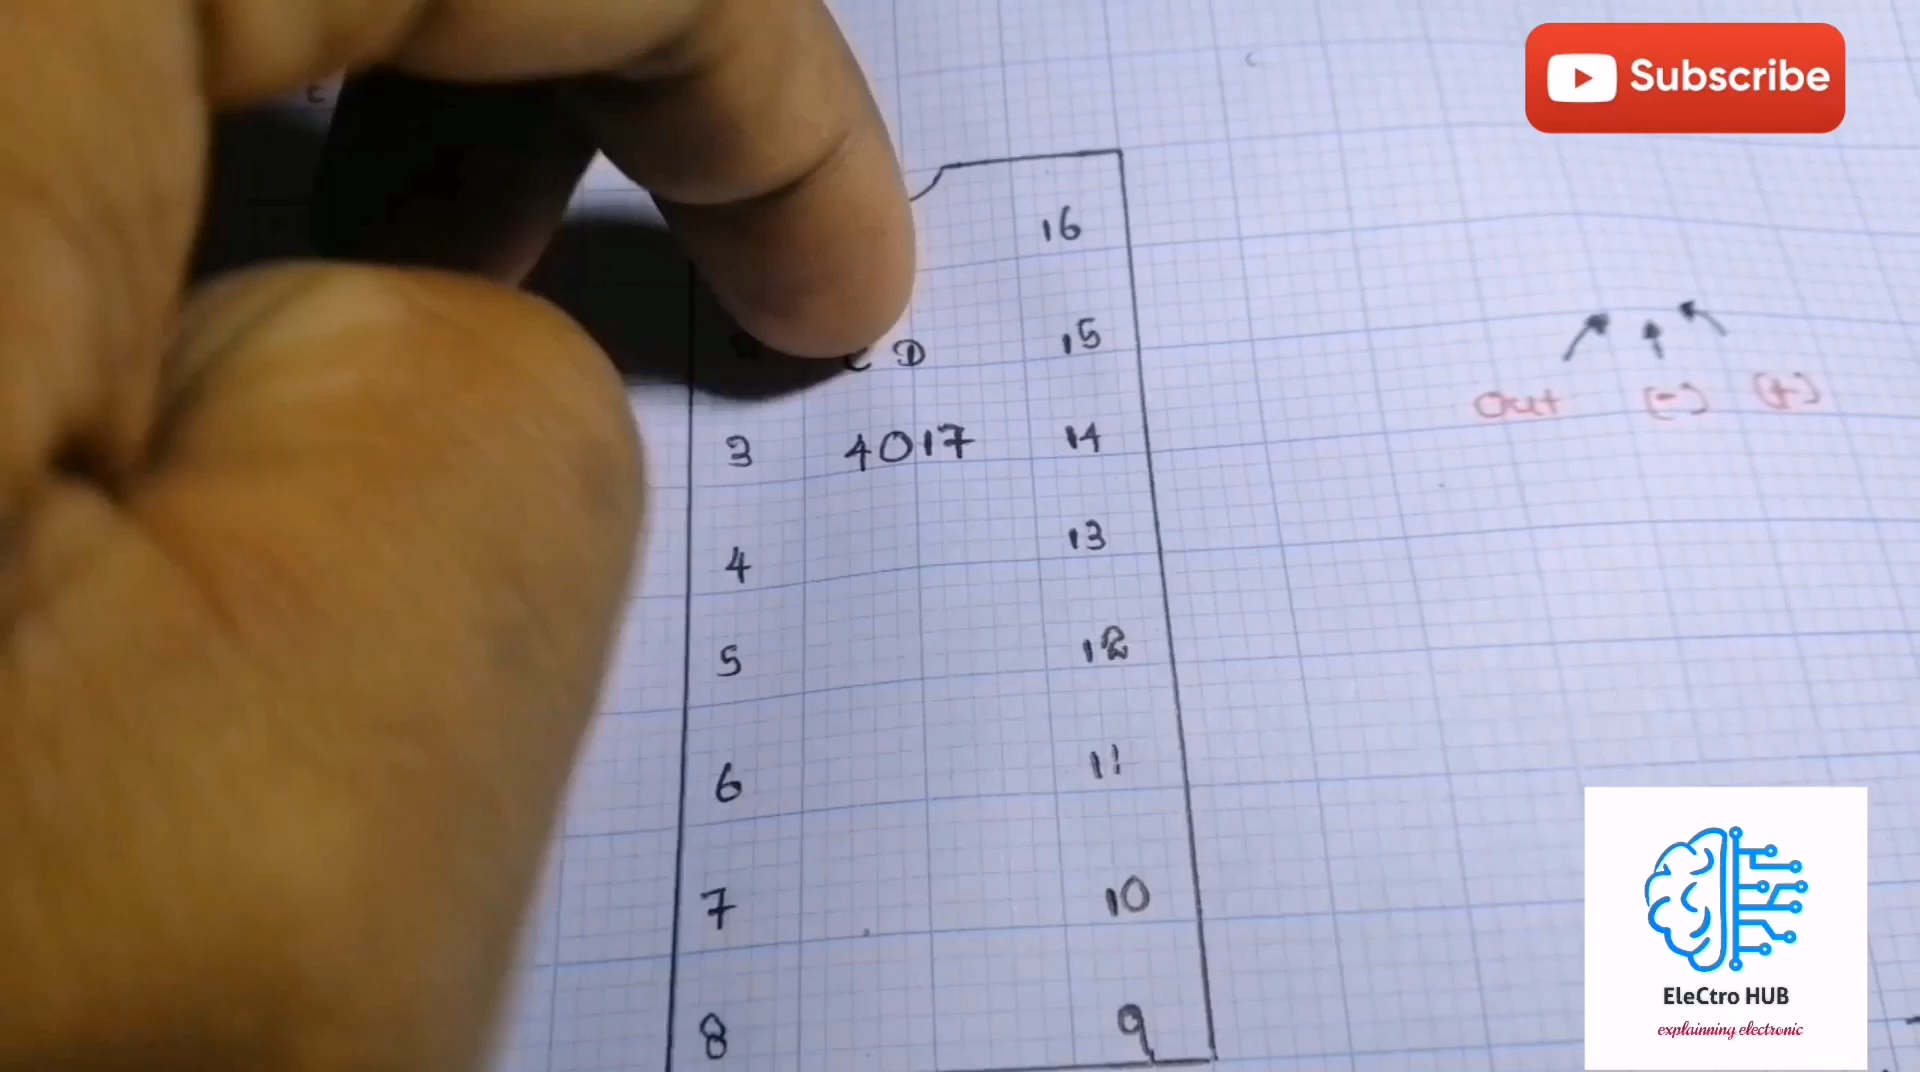 Subscribe
16
15
C D
Out (-) (+)
3 4017 14
13
4
12
5
11
6
10
7
9
8
EleCtro HUB
explainning electronic